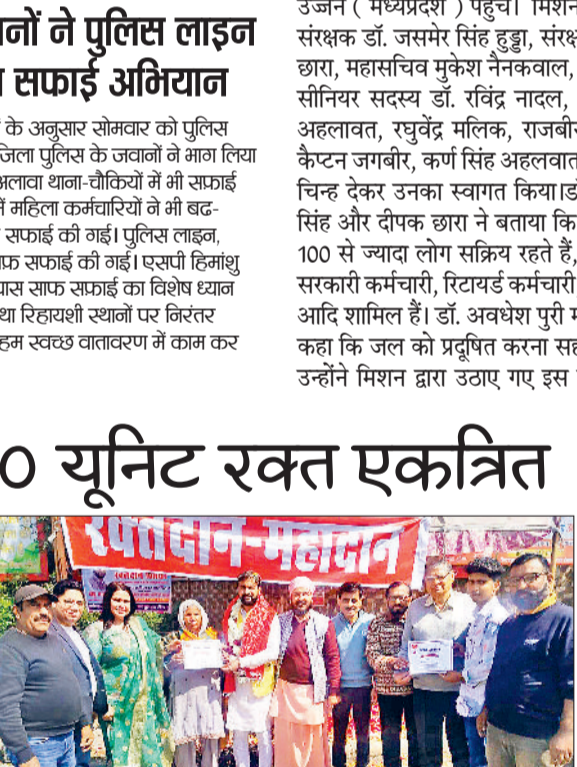 नों ने पुलिस लाइन
सफाई अभियान
के अनुसार सोमवार को पुलिस
जिला पुलिस के जवानों ने भाग लिया
अलावा थाना-चौकियों में भी सफाई
में महिला कर्मचारियों ने भी बढ-
सफाई की गई। पुलिस लाइन,
सफाई की गई। एसपी हिमांशु
पास साफ सफाई का विशेष ध्यान
था रिहायशी स्थानों पर निरंतर
हम स्वच्छ वातावरण में काम कर
उज्जैन ( मध्यप्रदेश ) पहुंचे। मिशन
संरक्षक डॉ. जसमेर सिंह हुड्डा, संरक्ष
छारा, महासचिव मुकेश नैनकवाल,
सीनियर सदस्य डॉ. रविंद्र नादल,
अहलावत, रघुवेंद्र मलिक, राजबीर
कैप्टन जगबीर, कर्ण सिंह अहलवात
चिन्ह देकर उनका स्वागत किया।डॉ
सिंह और दीपक छारा ने बताया कि
100 से ज्यादा लोग सक्रिय रहते हैं,
सरकारी कर्मचारी, रिटायर्ड कर्मचारी
आदि शामिल हैं। डॉ. अवधेश पुरी म
कहा कि जल को प्रदूषित करना सह
उन्होंने मिशन द्वारा उठाए गए इस
0 यूनिट रक्त एकत्रित
रक्तदान-महादान